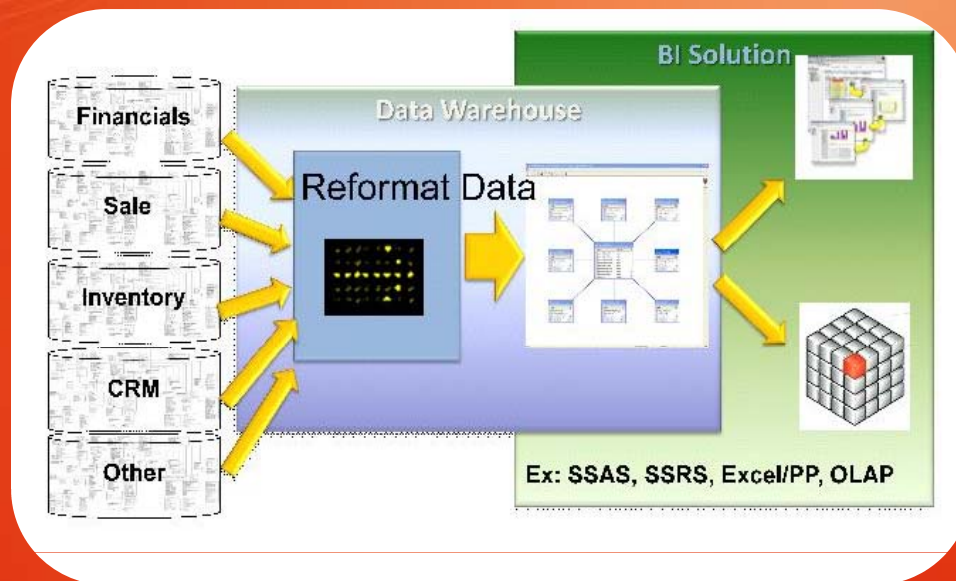 BI Solution
Data Warehouse
Financials
Reformat Data
Sale
Inventory
CRM
Other
Ex: SSAS, SSRS, Excel/PP, OLAP